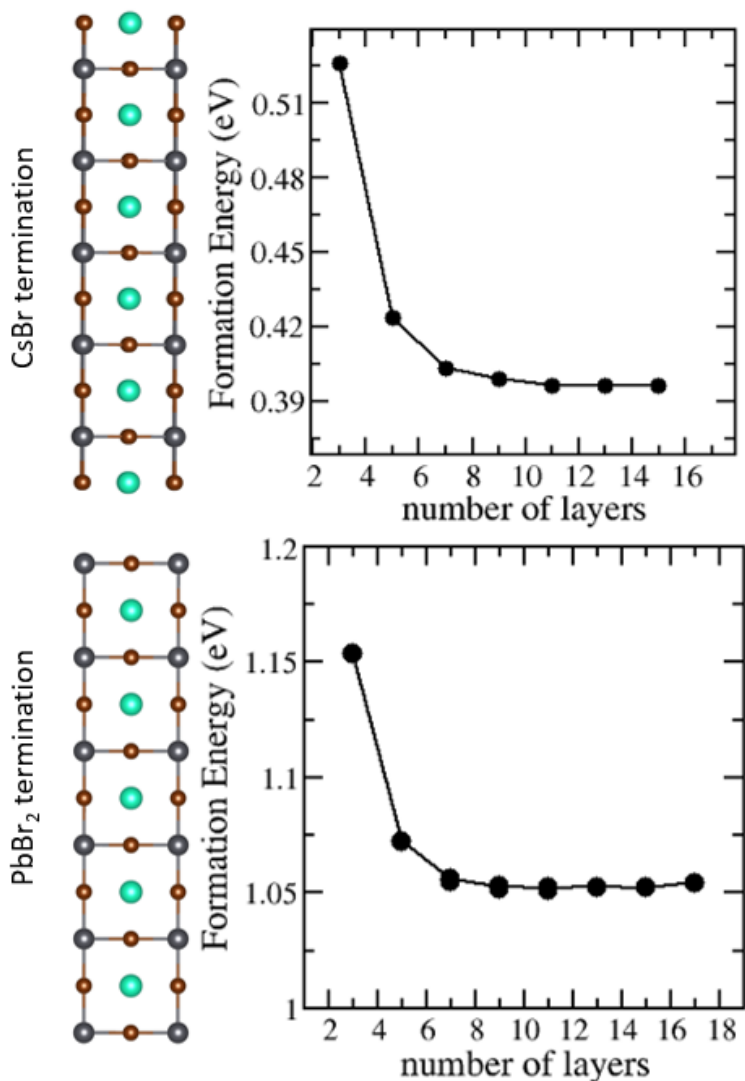 CsBr termination
Formation Energy (eV)
0.51
0.48
0.45
0.42
0.39
2 4 6 8 10 12 14 16
number of layers
PbBr₂ termination
Formation Energy (eV)
1.2
1.15
1.1
1.05
1
2 4 6 8 10 12 14 16 18
number of layers